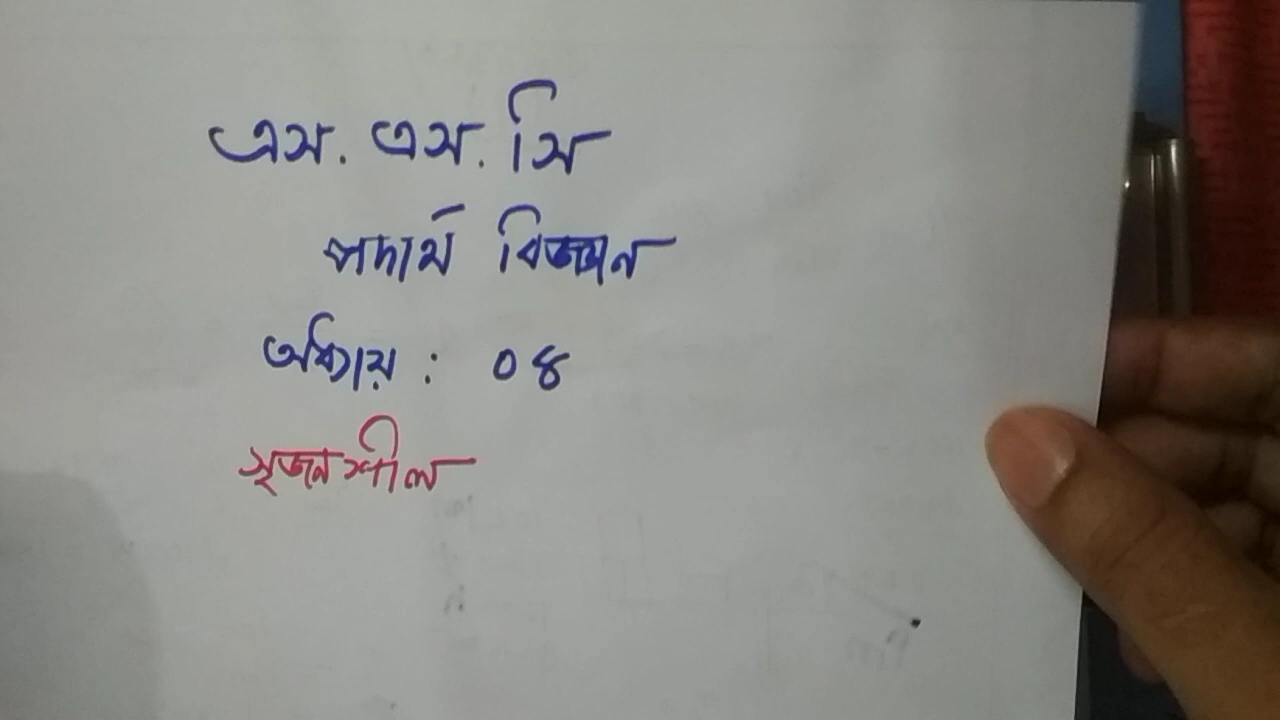 এস. এস. সি
পদার্থ বিজ্ঞান
অধ্যায় : ০৪
সৃজনশীল